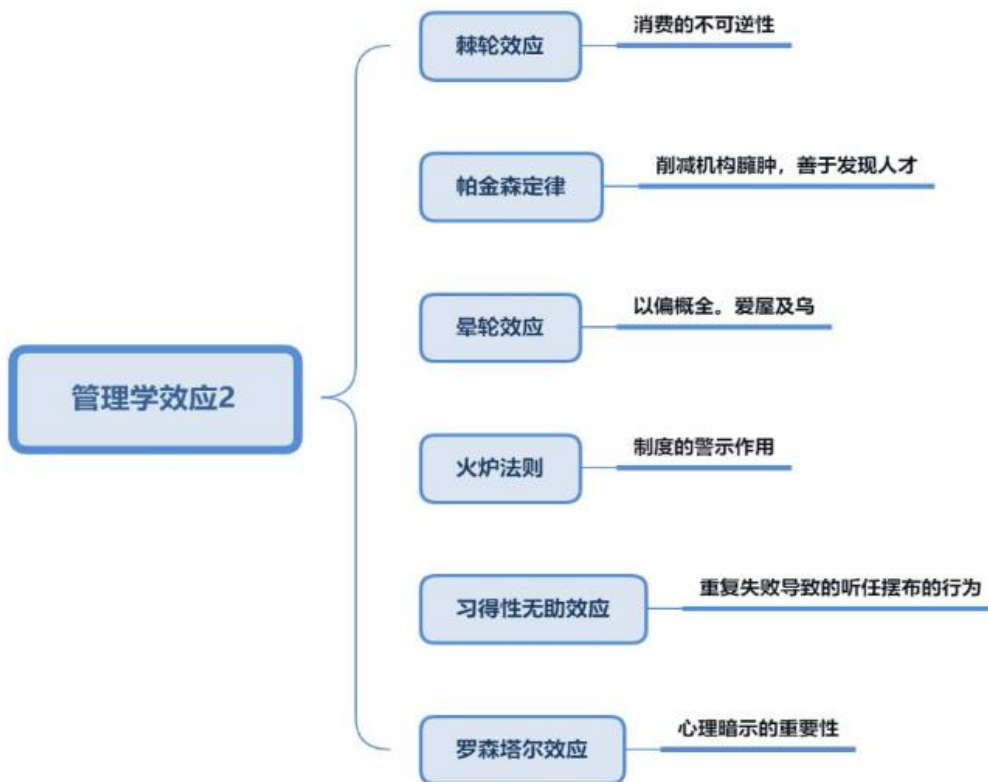 管理学效应2
棘轮效应
消费的不可逆性
帕金森定律
削减机构臃肿，善于发现人才
晕轮效应
以偏概全。爱屋及乌
火炉法则
制度的警示作用
习得性无助效应
重复失败导致的听任摆布的行为
罗森塔尔效应
心理暗示的重要性